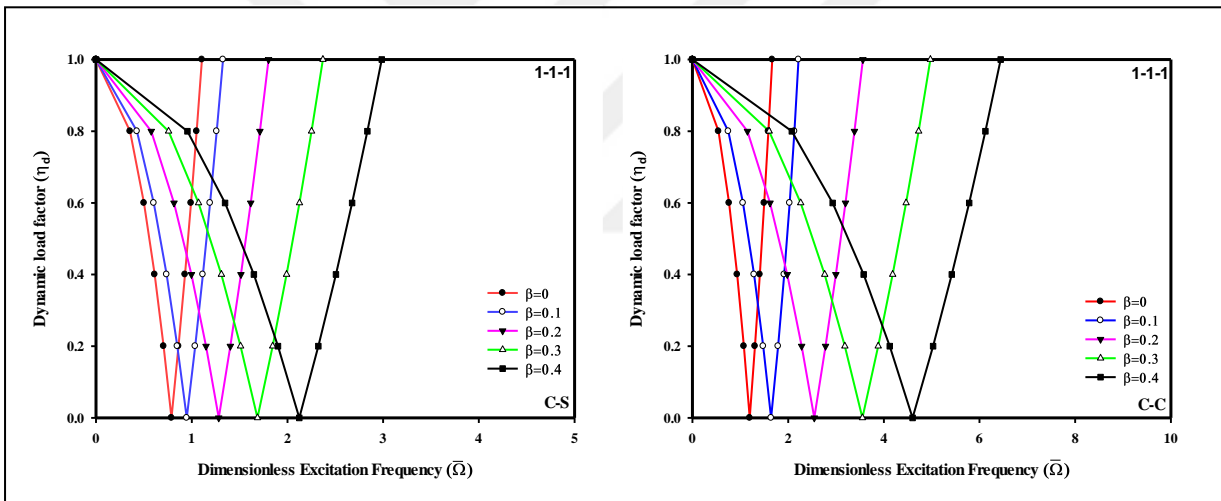 1-1-1
1.0
0.8
0.6
0.4
0.2
0.0
Dynamic load factor (ηd)
β=0
β=0.1
β=0.2
β=0.3
β=0.4
C-S
0 1 2 3 4 5
Dimensionless Excitation Frequency (Ω̅)
1-1-1
1.0
0.8
0.6
0.4
0.2
0.0
Dynamic load factor (ηd)
β=0
β=0.1
β=0.2
β=0.3
β=0.4
C-C
0 2 4 6 8 10
Dimensionless Excitation Frequency (Ω̅)